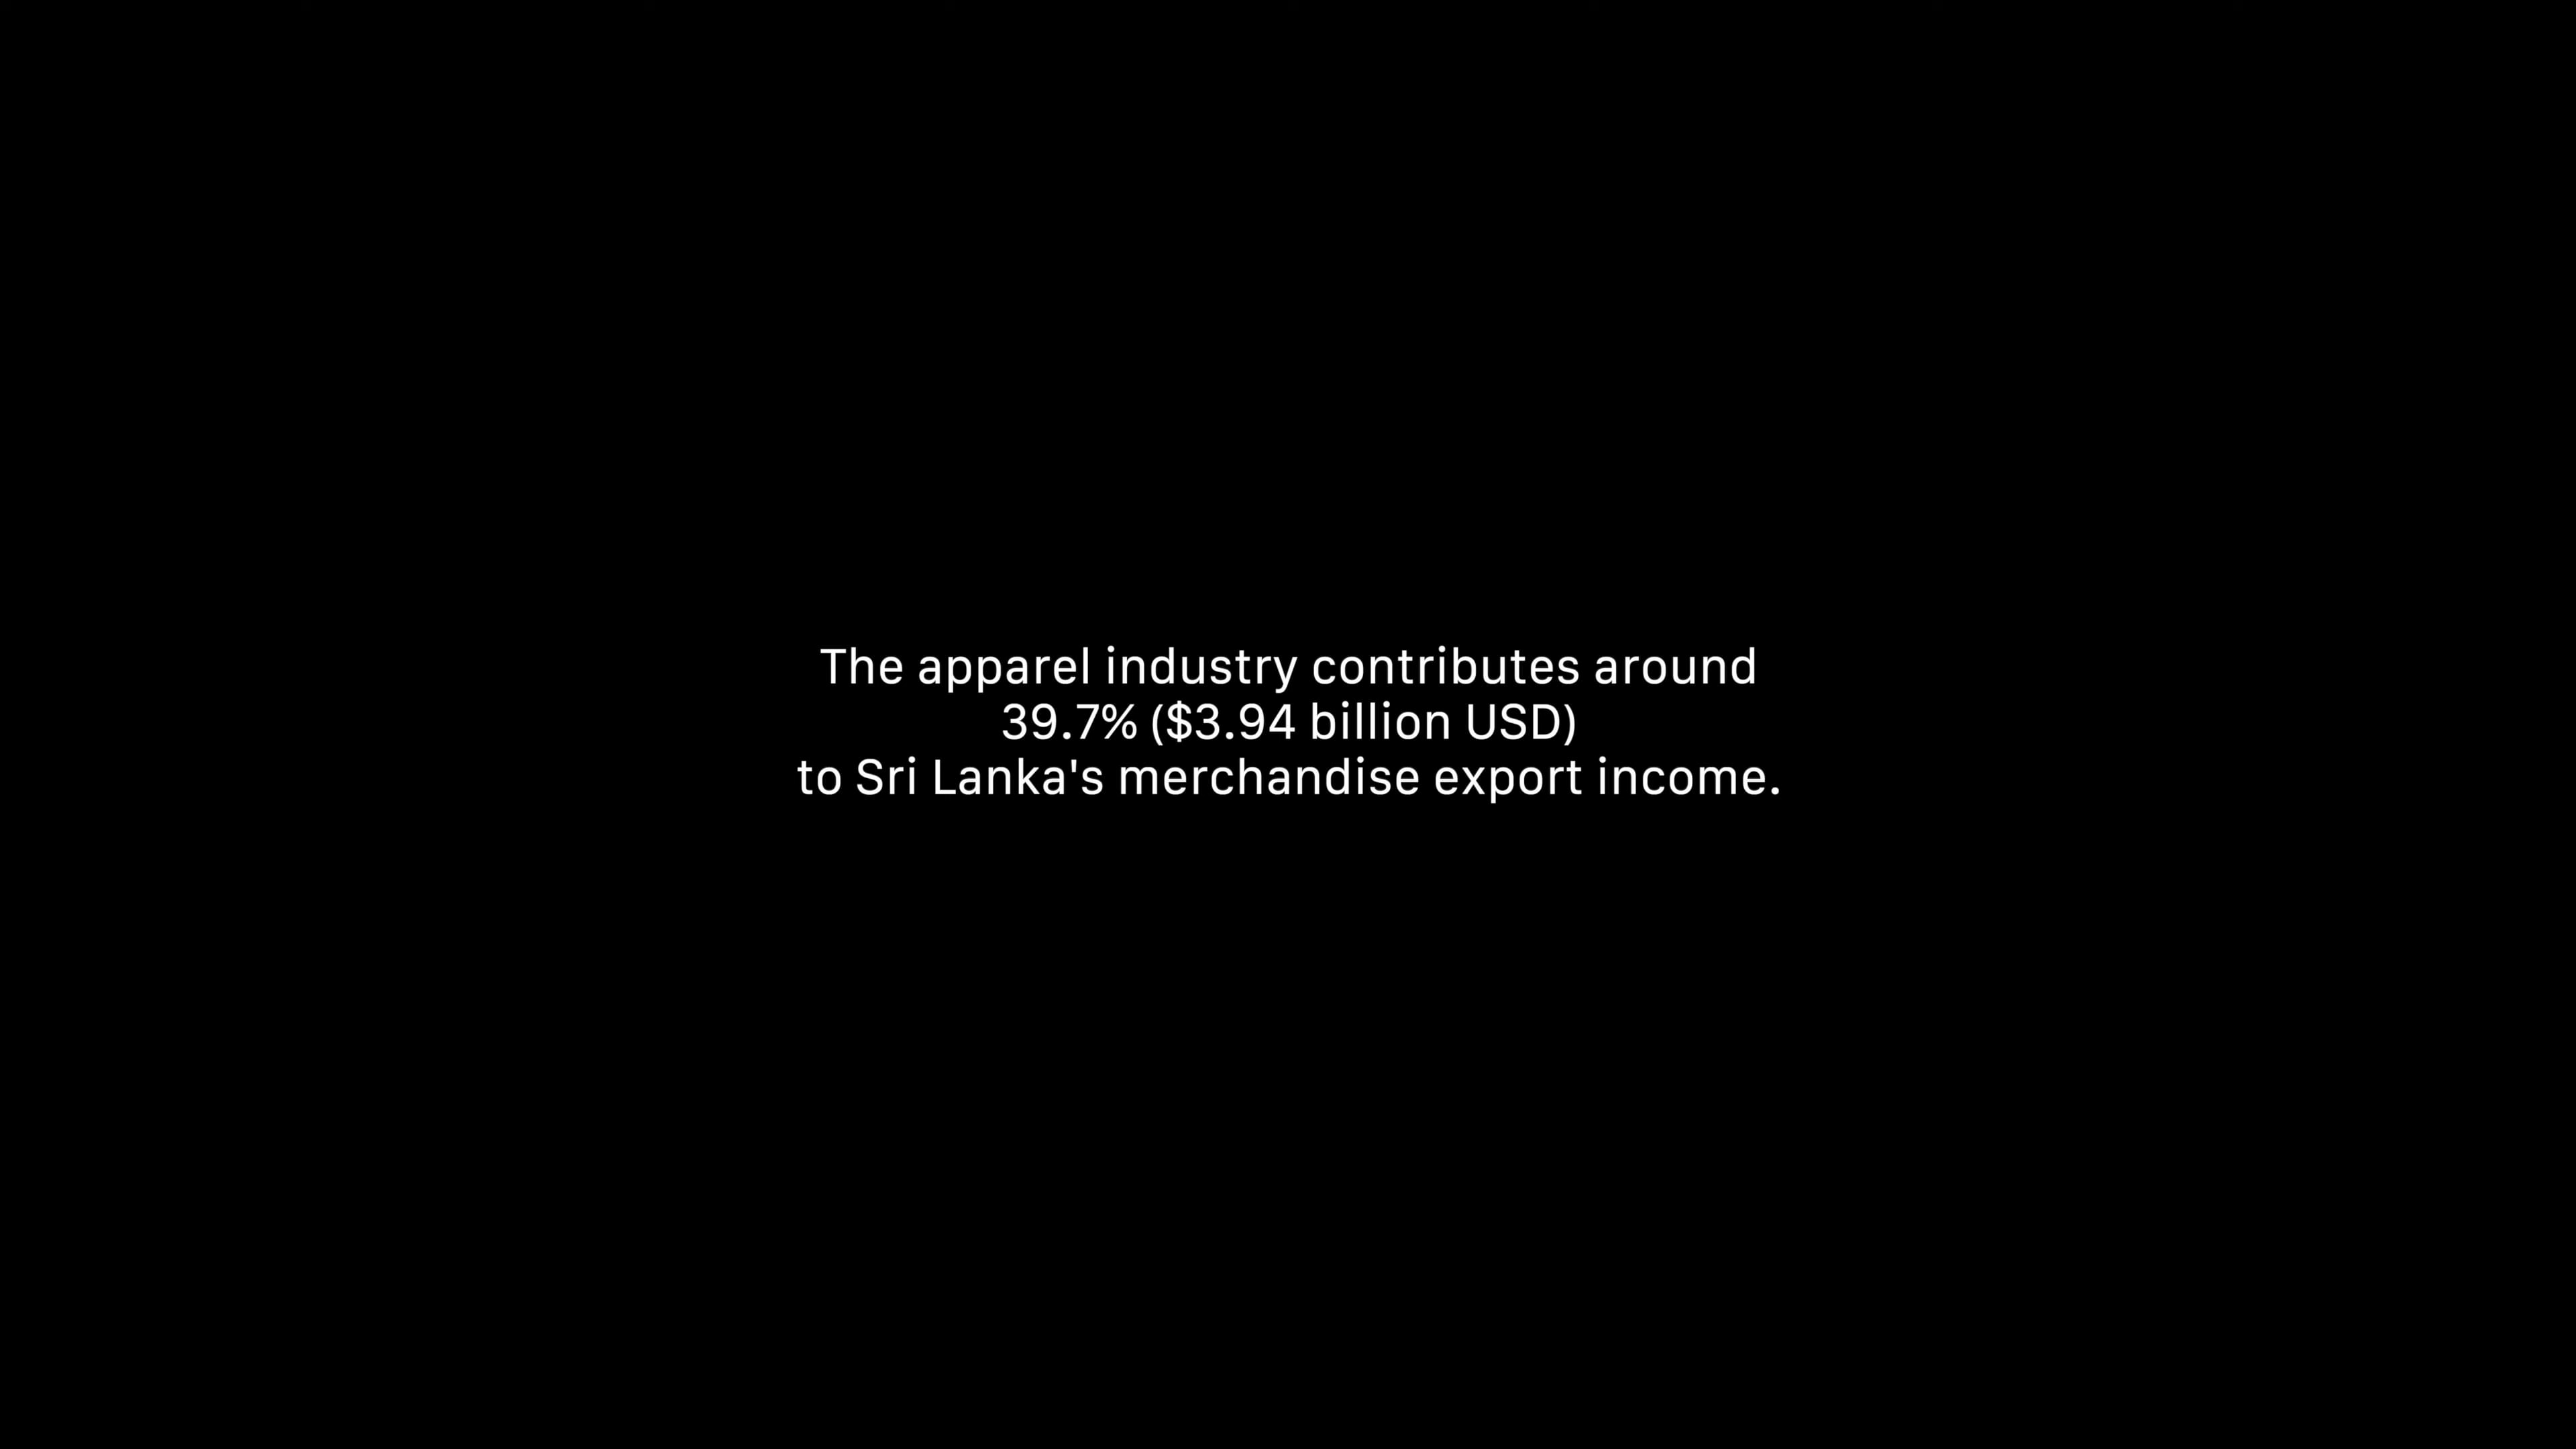 The apparel industry contributes around
39.7% ($3.94 billion USD)
to Sri Lanka's merchandise export income.